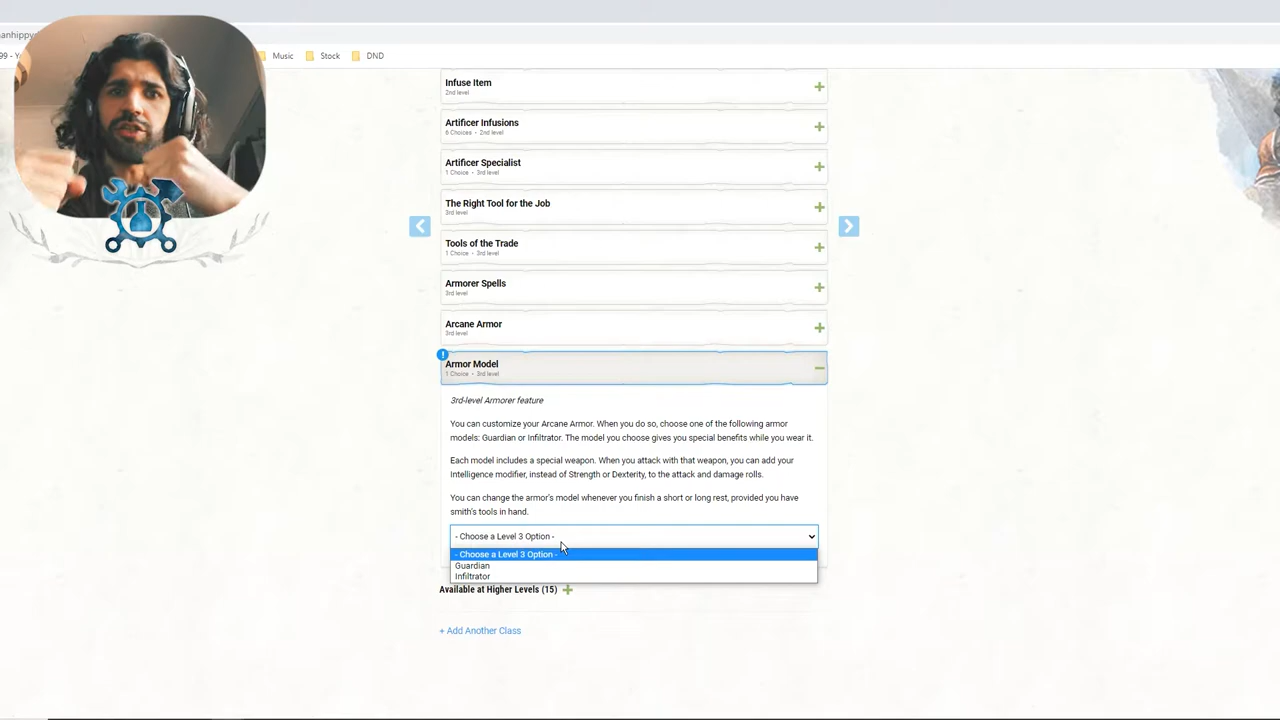 anhippy
99 - Y
Music
Stock
DND
Infuse Item
2nd level
Artificer Infusions
6 Choices • 2nd level
Artificer Specialist
1 Choice • 3rd level
The Right Tool for the Job
3rd level
Tools of the Trade
1 Choice • 3rd level
Armorer Spells
3rd level
Arcane Armor
3rd level
!
Armor Model
1 Choice • 3rd level
3rd-level Armorer feature
You can customize your Arcane Armor. When you do so, choose one of the following armor
models: Guardian or Infiltrator. The model you choose gives you special benefits while you wear it.
Each model includes a special weapon. When you attack with that weapon, you can add your
Intelligence modifier, instead of Strength or Dexterity, to the attack and damage rolls.
You can change the armor's model whenever you finish a short or long rest, provided you have
smith's tools in hand.
- Choose a Level 3 Option -
- Choose a Level 3 Option -
Guardian
Infiltrator
Available at Higher Levels (15)
+ Add Another Class